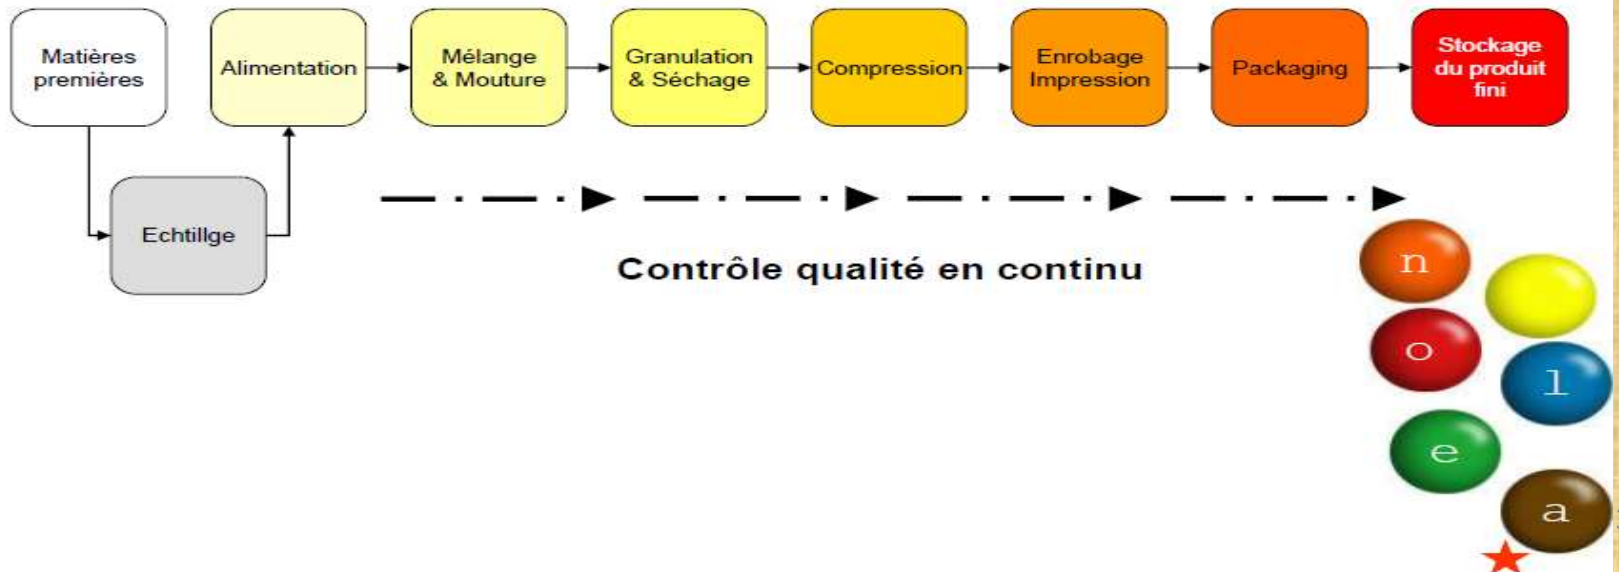 Matières
premières
Alimentation
Mélange
& Mouture
Granulation
& Séchage
Compression
Enrobage
Impression
Packaging
Stockage
du produit
fini
Echtillge
Contrôle qualité en continu
n
o
l
e
a